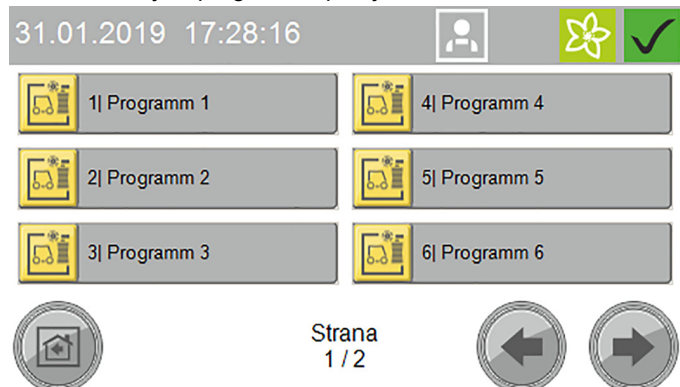 31.01.2019 17:28:16
1| Programm 1
4| Programm 4
2| Programm 2
5| Programm 5
3| Programm 3
6| Programm 6
Strana
1 / 2